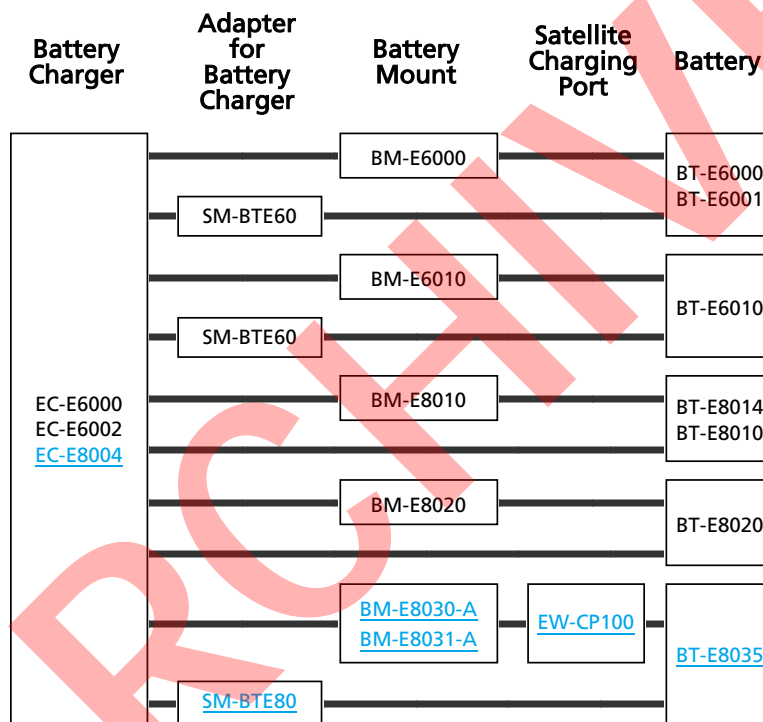 Battery
Charger
Adapter
for
Battery
Charger
Battery
Mount
Satellite
Charging
Port
Battery
EC-E6000
EC-E6002
EC-E8004
BM-E6000
BT-E6000
BT-E6001
SM-BTE60
BM-E6010
BT-E6010
SM-BTE60
BM-E8010
BT-E8014
BT-E8010
BM-E8020
BT-E8020
BM-E8030-A
BM-E8031-A
EW-CP100
BT-E8035
SM-BTE80
RCHIV